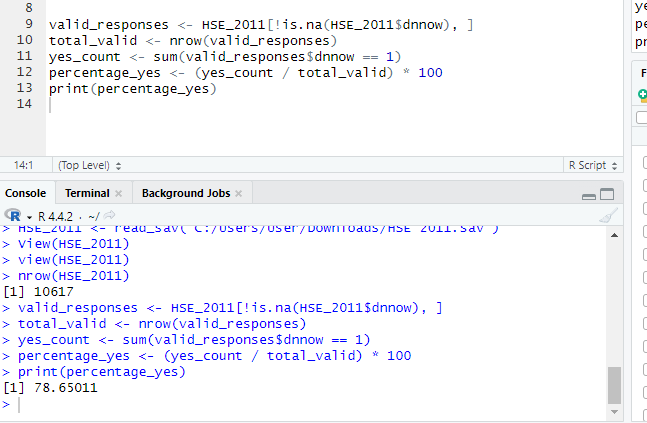 8
9 valid_responses <- HSE_2011[!is.na(HSE_2011$dnnow), ]
10 total_valid <- nrow(valid_responses)
11 yes_count <- sum(valid_responses$dnnow == 1)
12 percentage_yes <- (yes_count / total_valid) * 100
13 print(percentage_yes)
14
14:1 (Top Level) R Script
Console Terminal Background Jobs
R 4.4.2 · ~/
> HSE_2011 <- read_sav("C:/Users/User/Downloads/HSE 2011.sav")
> View(HSE_2011)
> view(HSE_2011)
> nrow(HSE_2011)
[1] 10617
> valid_responses <- HSE_2011[!is.na(HSE_2011$dnnow), ]
> total_valid <- nrow(valid_responses)
> yes_count <- sum(valid_responses$dnnow == 1)
> percentage_yes <- (yes_count / total_valid) * 100
> print(percentage_yes)
[1] 78.65011
>
ye
pe
pr
F